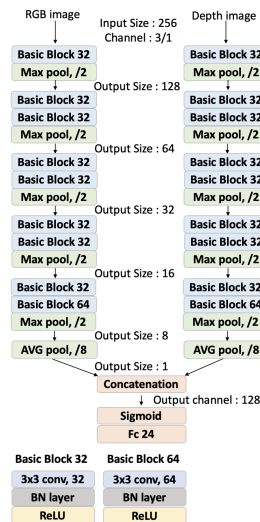 RGB image
Input Size : 256
Channel : 3/1
Depth image
Basic Block 32
Basic Block 32
Max pool, /2
Max pool, /2
Output Size : 128
Basic Block 32
Basic Block 32
Basic Block 32
Basic Block 32
Max pool, /2
Max pool, /2
Output Size : 64
Basic Block 32
Basic Block 32
Basic Block 32
Basic Block 32
Max pool, /2
Max pool, /2
Output Size : 32
Basic Block 32
Basic Block 32
Basic Block 32
Basic Block 32
Max pool, /2
Max pool, /2
Output Size : 16
Basic Block 32
Basic Block 32
Basic Block 64
Basic Block 64
Max pool, /2
Max pool, /2
Output Size : 8
AVG pool, /8
AVG pool, /8
Output Size : 1
Concatenation
Output channel : 128
Sigmoid
Fc 24
Basic Block 32
Basic Block 64
3x3 conv, 32
3x3 conv, 64
BN layer
BN layer
ReLU
ReLU